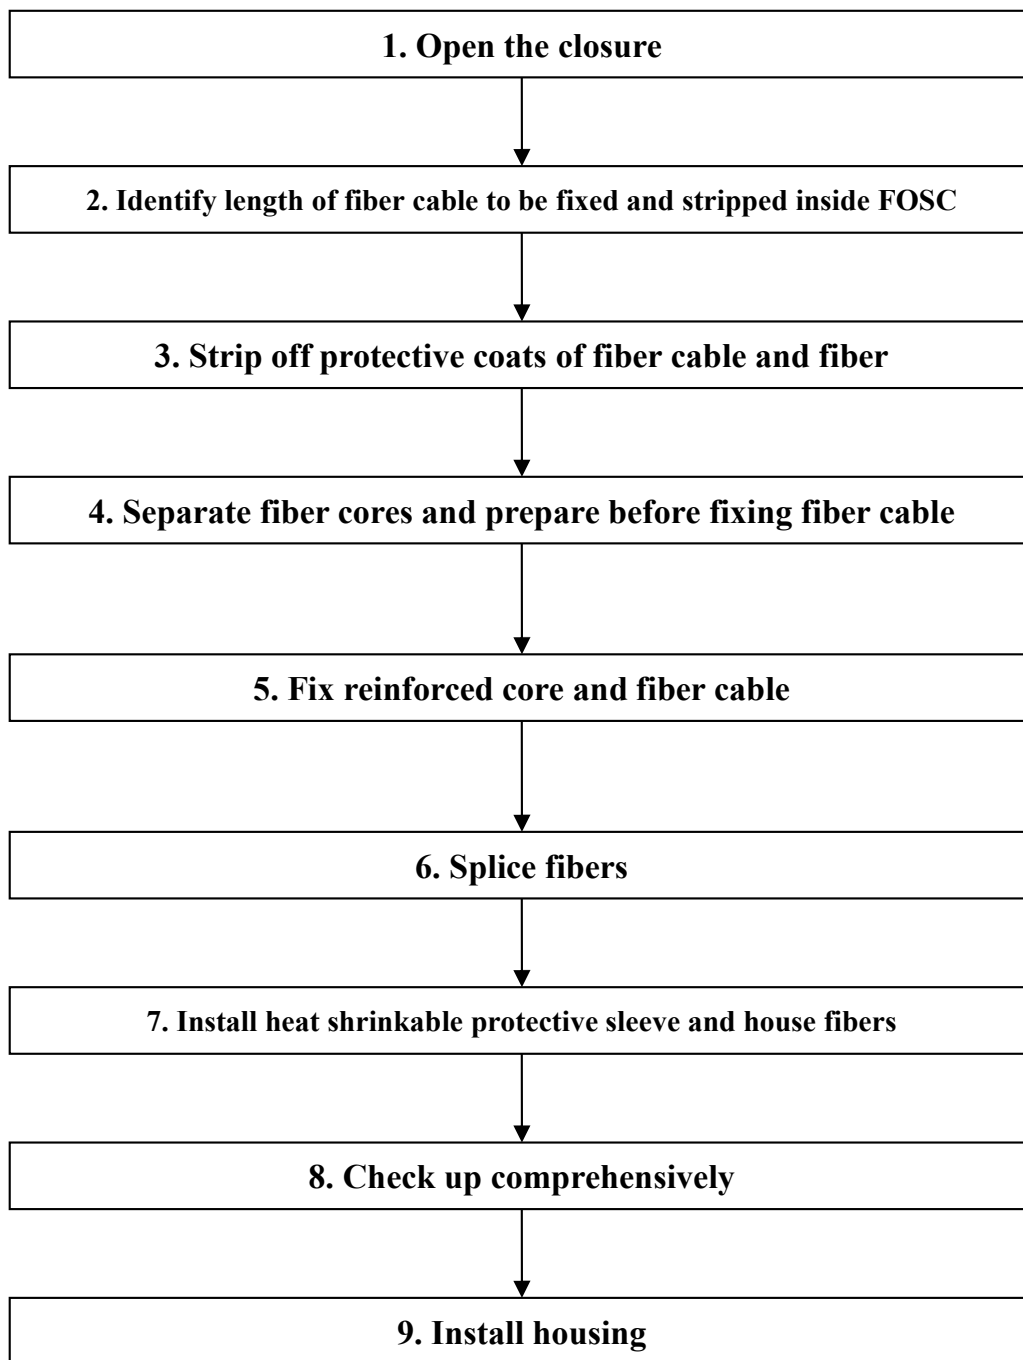 1. Open the closure
2. Identify length of fiber cable to be fixed and stripped inside FOSC
3. Strip off protective coats of fiber cable and fiber
4. Separate fiber cores and prepare before fixing fiber cable
5. Fix reinforced core and fiber cable
6. Splice fibers
7. Install heat shrinkable protective sleeve and house fibers
8. Check up comprehensively
9. Install housing